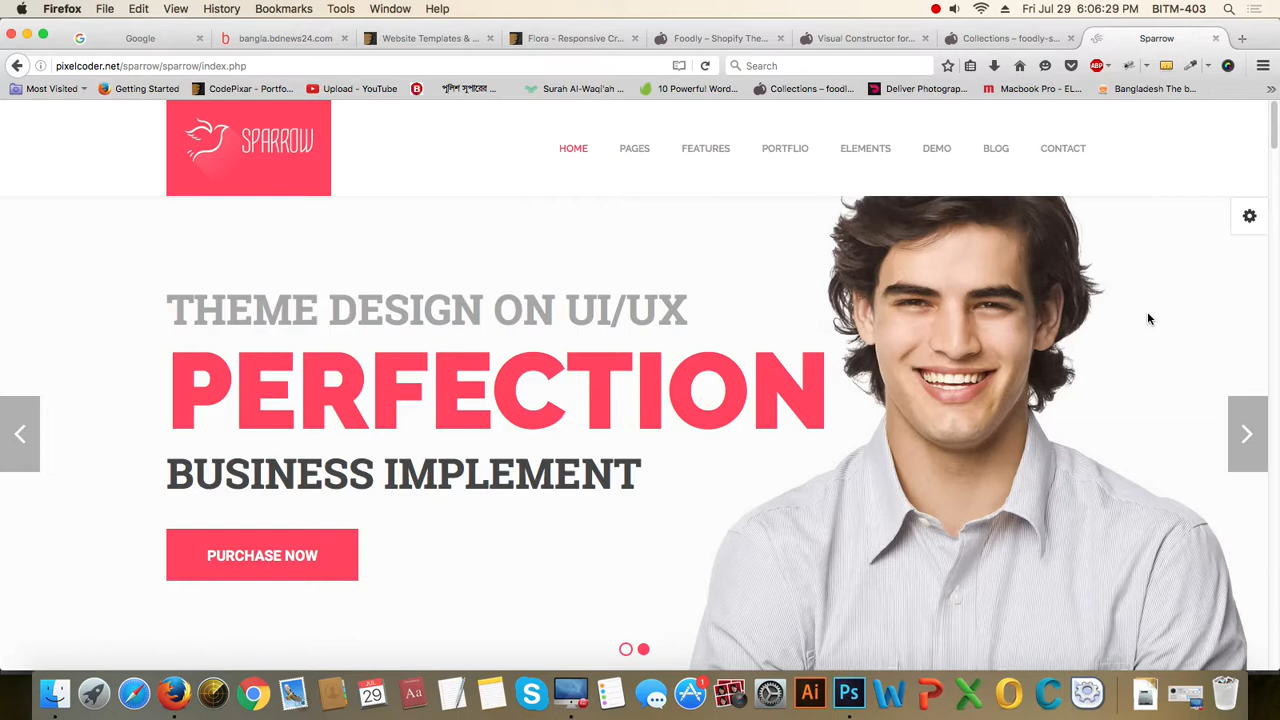 Firefox File Edit View History Bookmarks Tools Window Help Fri Jul 29 6:06:29 PM BITM-403
Google bangla.bdnews24.com Website Templates & Flora - Responsive Cr... Foodly – Shopify The... Visual Constructor for... Collections – foodly-s... Sparrow
pixelcoder.net/sparrow/sparrow/index.php Search ABP
Most Visited Getting Started CodePixar - Portfo... Upload - YouTube পুলিশ সুপারের ... Surah Al-Waqi'ah ... 10 Powerful Word... Collections – foodl... Deliver Photograp... Macbook Pro - EL... Bangladesh The b...
SPARROW
HOME PAGES FEATURES PORTFLIO ELEMENTS DEMO BLOG CONTACT
THEME DESIGN ON UI/UX
PERFECTION
BUSINESS IMPLEMENT
PURCHASE NOW